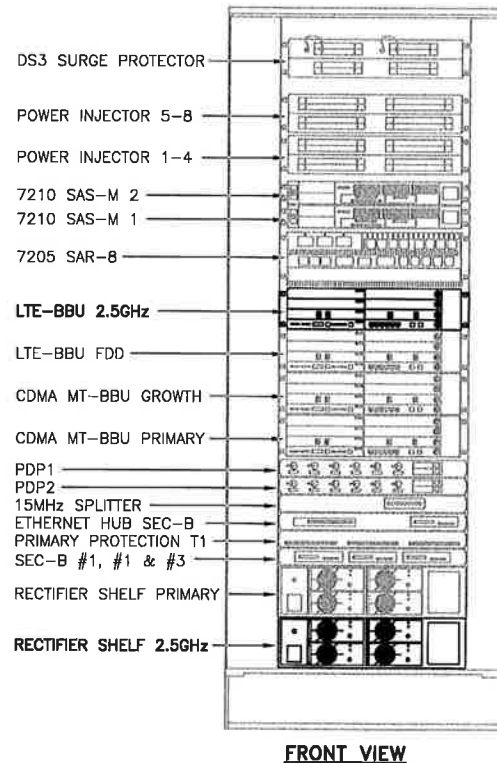 DS3 SURGE PROTECTOR
POWER INJECTOR 5-8
POWER INJECTOR 1-4
7210 SAS-M 2
7210 SAS-M 1
7205 SAR-8
LTE-BBU 2.5GHz
LTE-BBU FDD
CDMA MT-BBU GROWTH
CDMA MT-BBU PRIMARY
PDP1
PDP2
15MHz SPLITTER
ETHERNET HUB SEC-B
PRIMARY PROTECTION T1
SEC-B #1, #1 & #3
RECTIFIER SHELF PRIMARY
RECTIFIER SHELF 2.5GHz
FRONT VIEW